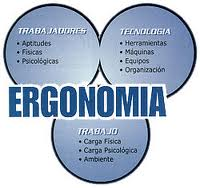 TRABAJADORES
• Aptitudes
• Físicas
• Psicológicas
TECNOLOGIA
• Herramientas
• Máquinas
• Equipos
• Organización
ERGONOMIA
TRABAJO
• Carga Física
• Carga Psicológica
• Ambiente